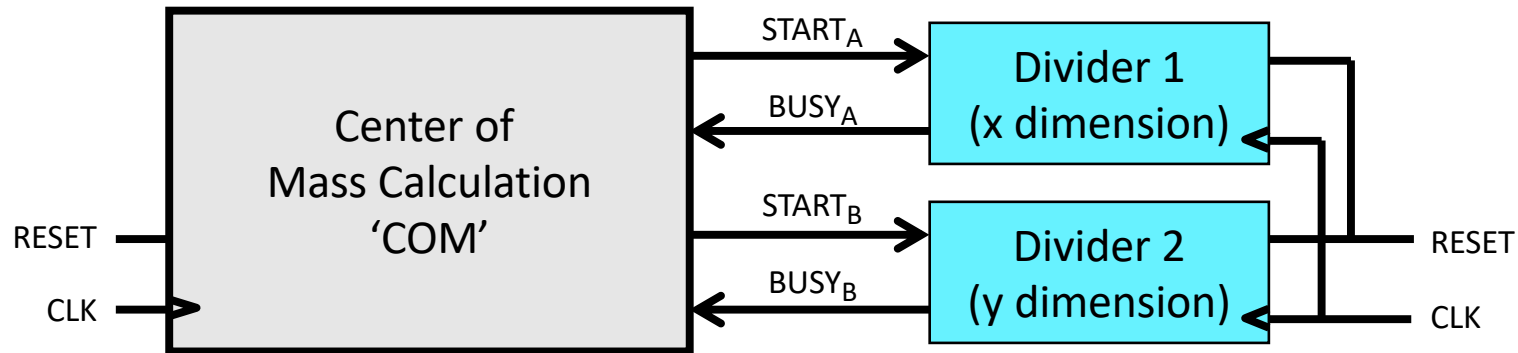 START_A
Divider 1
(x dimension)
BUSY_A
Center of
Mass Calculation
‘COM’
START_B
Divider 2
(y dimension)
BUSY_B
RESET
CLK
RESET
CLK